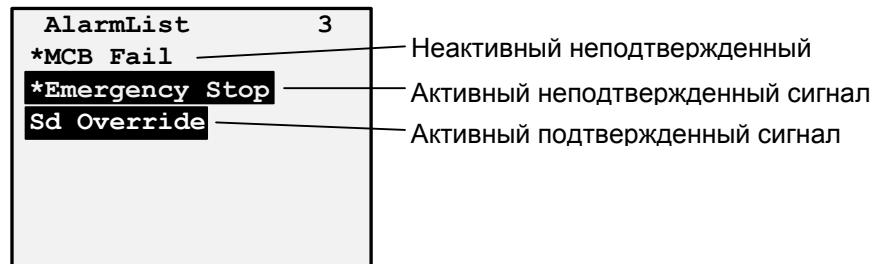 AlarmList 3
*MCB Fail
Неактивный неподтвержденный
*Emergency Stop
Активный неподтвержденный сигнал
Sd Override
Активный подтвержденный сигнал